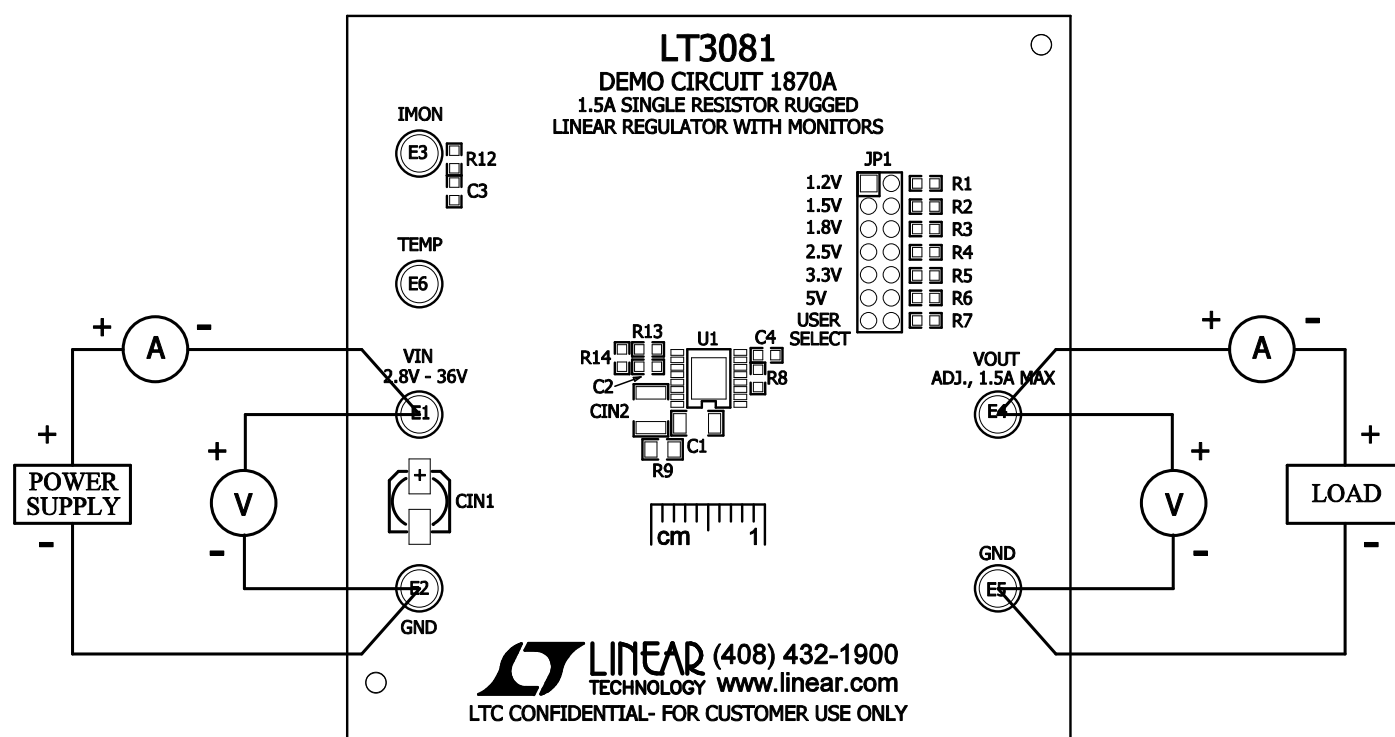 LT3081
DEMO CIRCUIT 1870A
1.5A SINGLE RESISTOR RUGGED
LINEAR REGULATOR WITH MONITORS
IMON
E3
R12
C3
TEMP
E6
JP1
1.2V
R1
1.5V
R2
1.8V
R3
2.5V
R4
3.3V
R5
5V
R6
USER
SELECT
R7
+
-
A
VIN
2.8V - 36V
E1
R13
R14
C2
CIN2
U1
C4
R8
C1
R9
VOUT
ADJ., 1.5A MAX
E4
+
-
A
+
POWER
SUPPLY
-
+
V
-
+
CIN1
E2
GND
cm 1
GND
E5
+
V
-
+
LOAD
-
LINEAR
TECHNOLOGY
(408) 432-1900
www.linear.com
LTC CONFIDENTIAL- FOR CUSTOMER USE ONLY